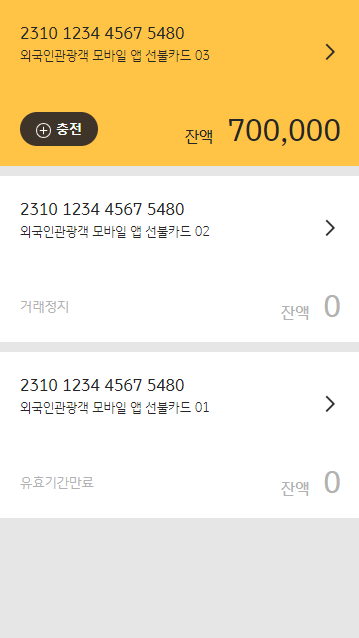 2310 1234 4567 5480
외국인관광객 모바일 앱 선불카드 03
충전 잔액 700,000
2310 1234 4567 5480
외국인관광객 모바일 앱 선불카드 02
거래정지 잔액 0
2310 1234 4567 5480
외국인관광객 모바일 앱 선불카드 01
유효기간만료 잔액 0